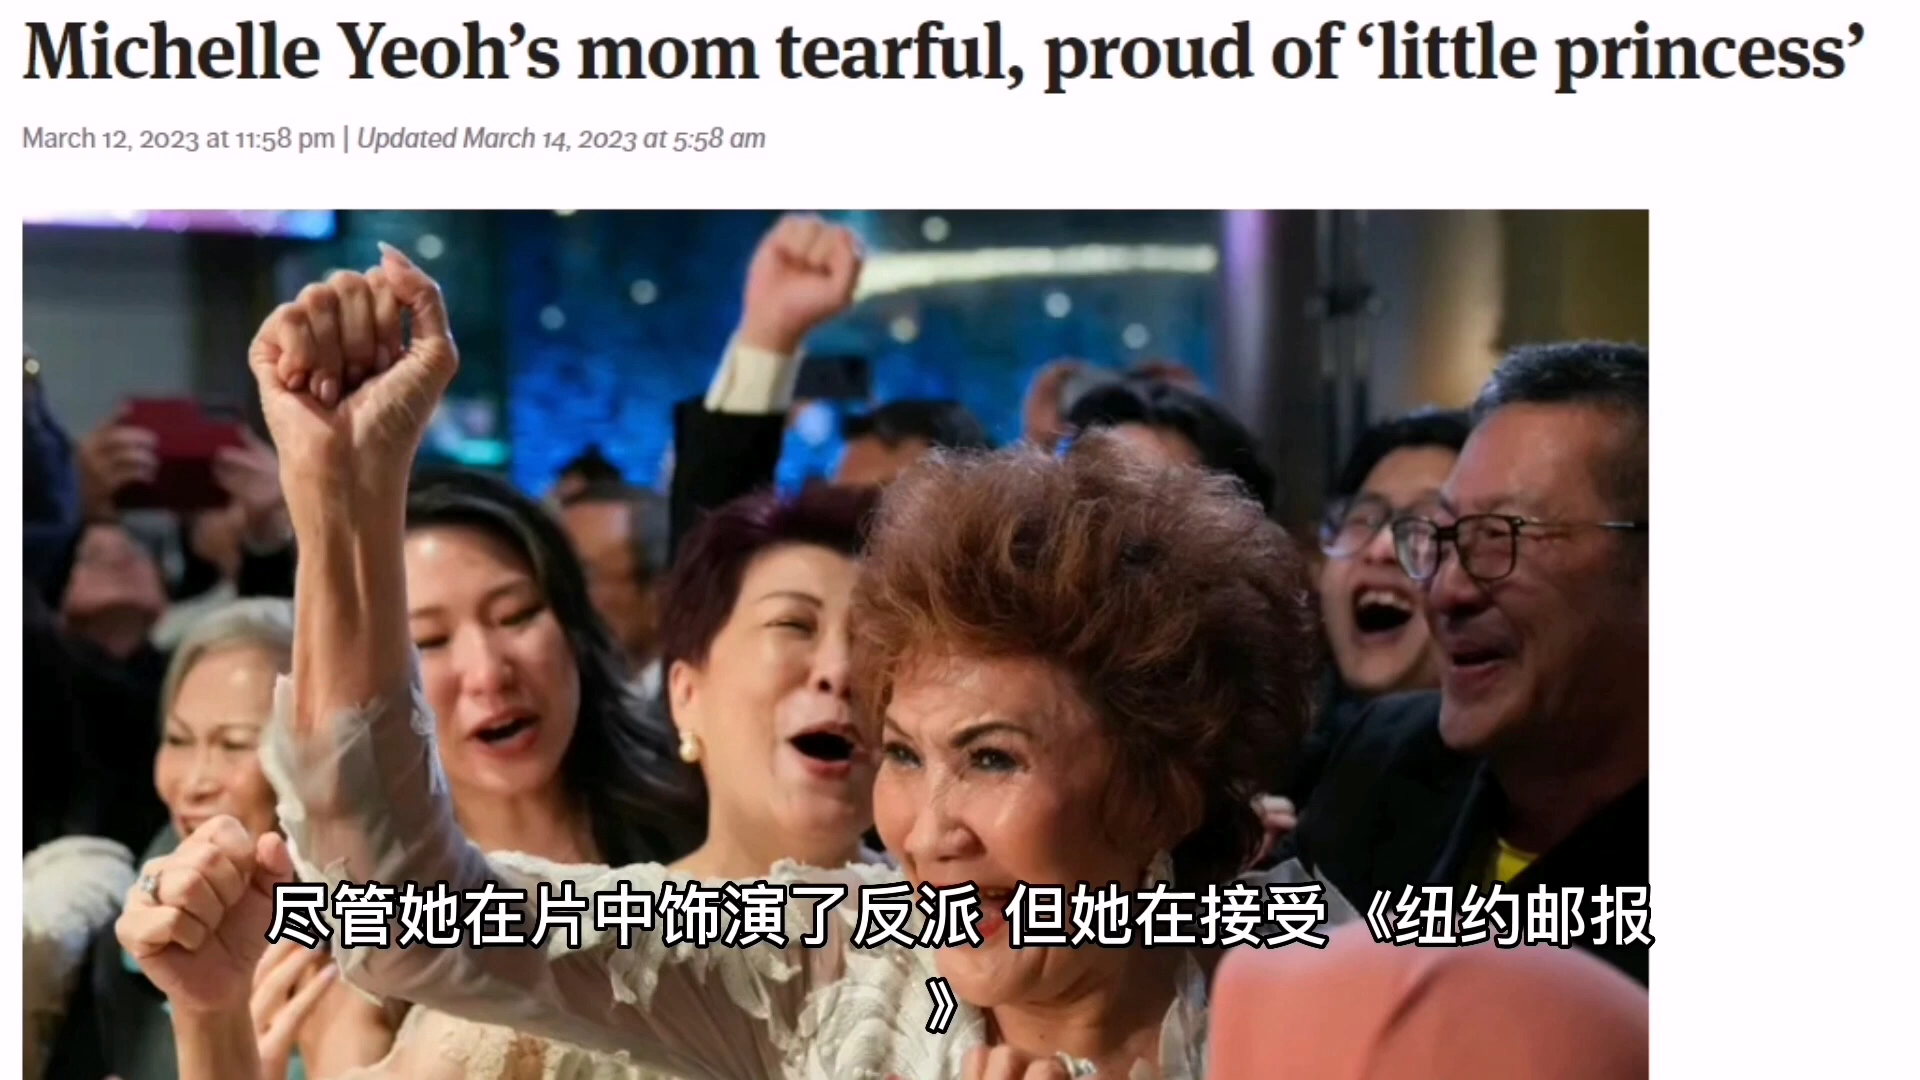 Michelle Yeoh’s mom tearful, proud of ‘little princess’
March 12, 2023 at 11:58 pm | Updated March 14, 2023 at 5:58 am
尽管她在片中饰演了反派 但她在接受《纽约邮报
》